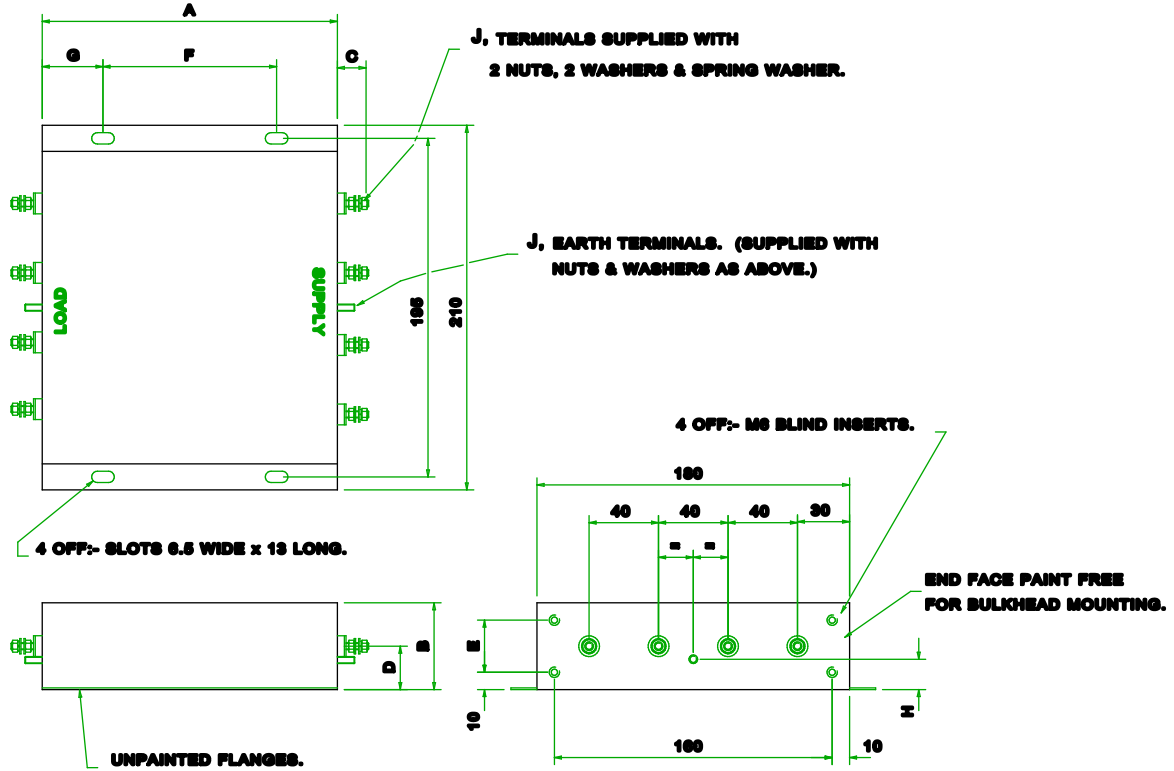 A
G F C
J, TERMINALS SUPPLIED WITH
2 NUTS, 2 WASHERS & SPRING WASHER.
J, EARTH TERMINALS. (SUPPLIED WITH
NUTS & WASHERS AS ABOVE.)
LOAD
SUPPLY
195
210
4 OFF:- SLOTS 6.5 WIDE x 13 LONG.
4 OFF:- M6 BLIND INSERTS.
180
40 40 40 30
= =
END FACE PAINT FREE
FOR BULKHEAD MOUNTING.
D
B
E
10
H
160 10
UNPAINTED FLANGES.